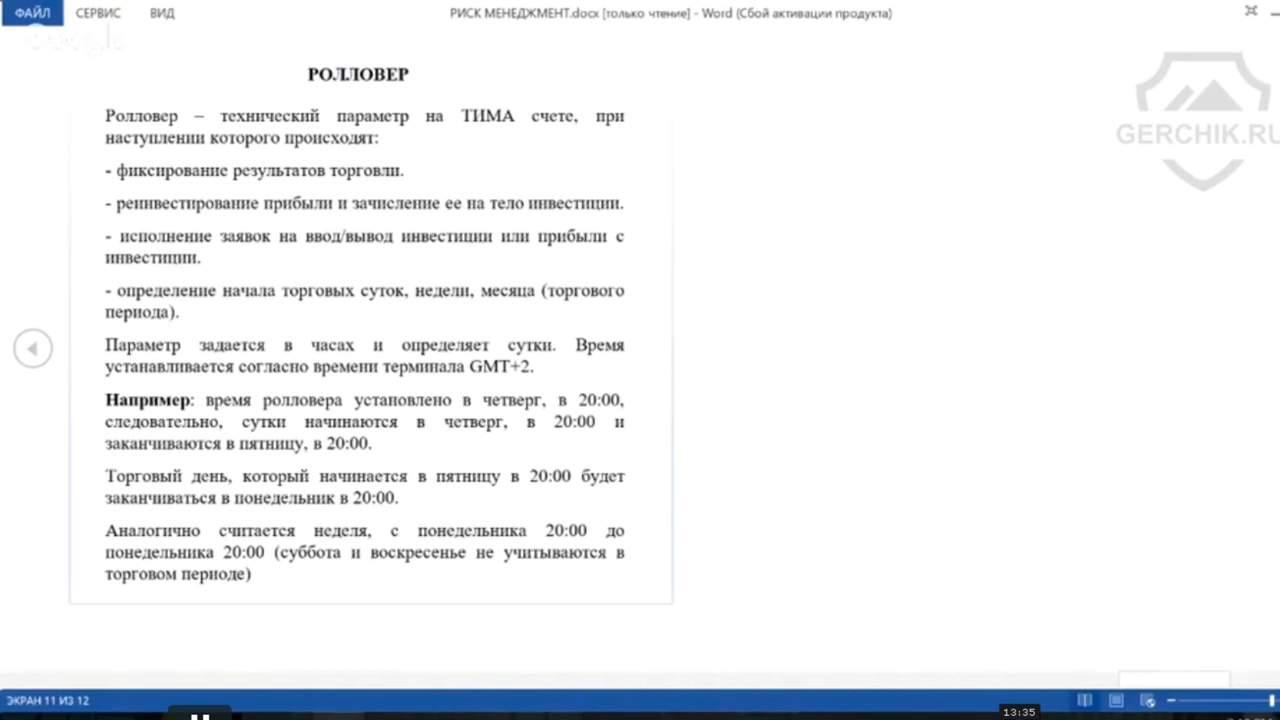 ФАЙЛ СЕРВИС ВИД РИСК МЕНЕДЖМЕНТ.docx [только чтение] - Word (Сбой активации продукта)
GERCHIK.RU
РОЛЛОВЕР
Ролловер – технический параметр на ТИМА счете, при
наступлении которого происходят:
- фиксирование результатов торговли.
- реинвестирование прибыли и зачисление ее на тело инвестиции.
- исполнение заявок на ввод/вывод инвестиции или прибыли с
инвестиции.
- определение начала торговых суток, недели, месяца (торгового
периода).
Параметр задается в часах и определяет сутки. Время
устанавливается согласно времени терминала GMT+2.
Например: время ролловера установлено в четверг, в 20:00,
следовательно, сутки начинаются в четверг, в 20:00 и
заканчиваются в пятницу, в 20:00.
Торговый день, который начинается в пятницу в 20:00 будет
заканчиваться в понедельник в 20:00.
Аналогично считается неделя, с понедельника 20:00 до
понедельника 20:00 (суббота и воскресенье не учитываются в
торговом периоде)
ЭКРАН 11 ИЗ 12
13:35